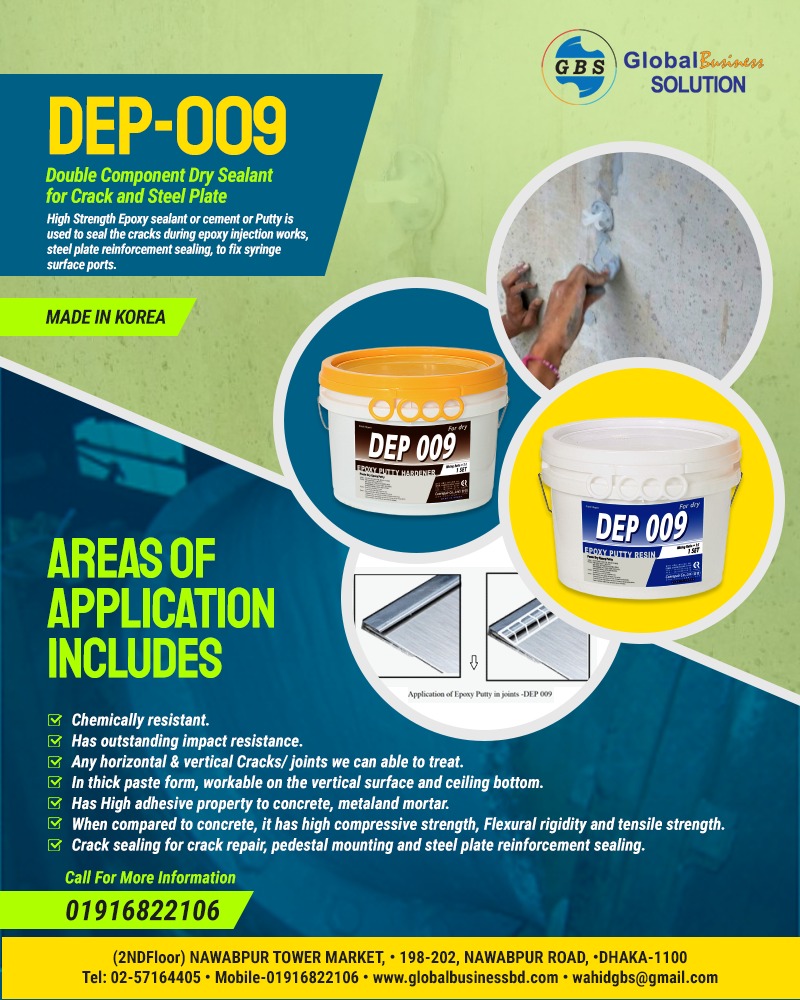 GBS
Global Business
SOLUTION
DEP-009
Double Component Dry Sealant
for Crack and Steel Plate
High Strength Epoxy sealant or cement or Putty is
used to seal the cracks during epoxy injection works,
steel plate reinforcement sealing, to fix syringe
surface ports.
MADE IN KOREA
For dry
DEP 009
EPOXY PUTTY HARDENER
1 SET
For dry
DEP 009
EPOXY PUTTY RESIN
1 SET
Application of Epoxy Putty in joints -DEP 009
AREAS OF
APPLICATION
INCLUDES
Chemically resistant.
Has outstanding impact resistance.
Any horizontal & vertical Cracks/ joints we can able to treat.
In thick paste form, workable on the vertical surface and ceiling bottom.
Has High adhesive property to concrete, metaland mortar.
When compared to concrete, it has high compressive strength, Flexural rigidity and tensile strength.
Crack sealing for crack repair, pedestal mounting and steel plate reinforcement sealing.
Call For More Information
01916822106
(2NDFloor) NAWABPUR TOWER MARKET, • 198-202, NAWABPUR ROAD, •DHAKA-1100
Tel: 02-57164405 • Mobile-01916822106 • www.globalbusinessbd.com • wahidgbs@gmail.com